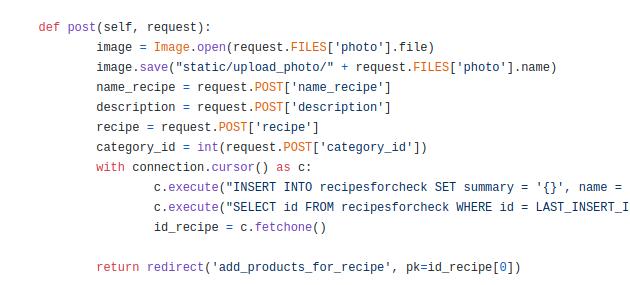 def post(self, request):
image = Image.open(request.FILES['photo'].file)
image.save("static/upload_photo/" + request.FILES['photo'].name)
name_recipe = request.POST['name_recipe']
description = request.POST['description']
recipe = request.POST['recipe']
category_id = int(request.POST['category_id'])
with connection.cursor() as c:
c.execute("INSERT INTO recipesforcheck SET summary = '{}', name =
c.execute("SELECT id FROM recipesforcheck WHERE id = LAST_INSERT_I
id_recipe = c.fetchone()
return redirect('add_products_for_recipe', pk=id_recipe[0])